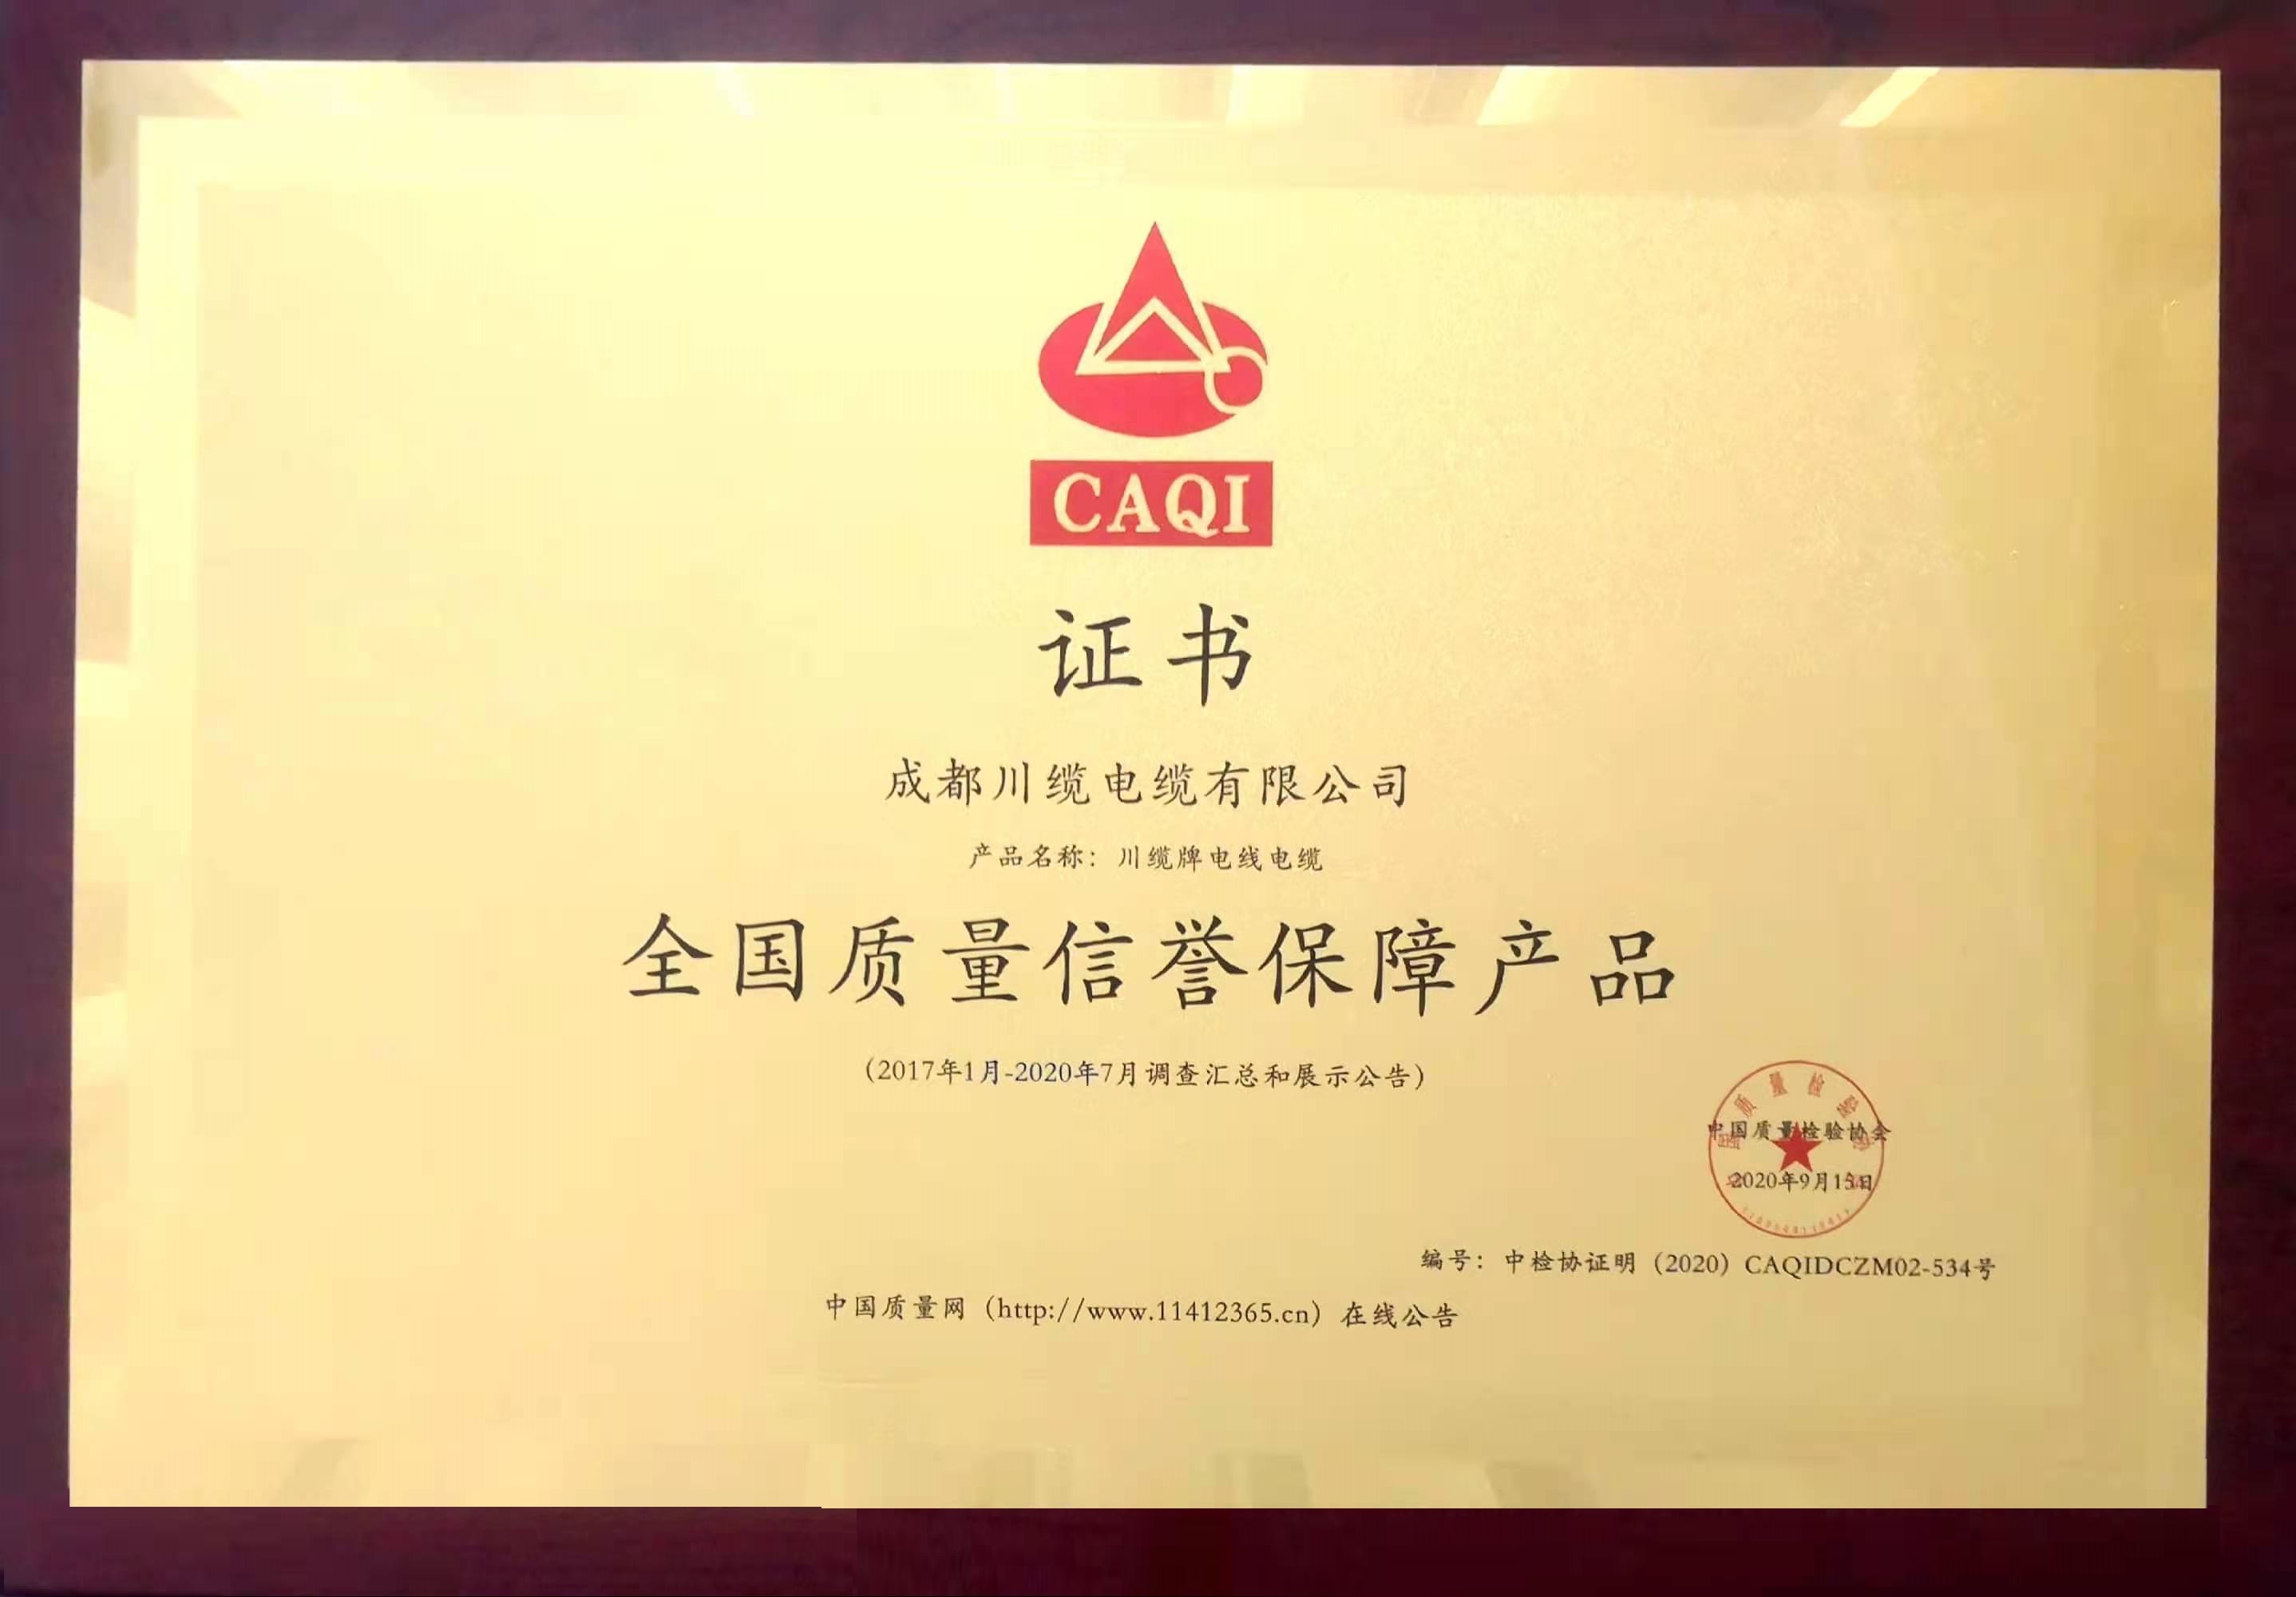 CAQI
证书
成都川缆电缆有限公司
产品名称：川缆牌电线电缆
全国质量信誉保障产品
（2017年1月-2020年7月调查汇总和展示公告）
中国质量检验协会
2020年9月15日
编号：中检协证明（2020）CAQIDCZM02-534号
中国质量网（http://www.11412365.cn）在线公告